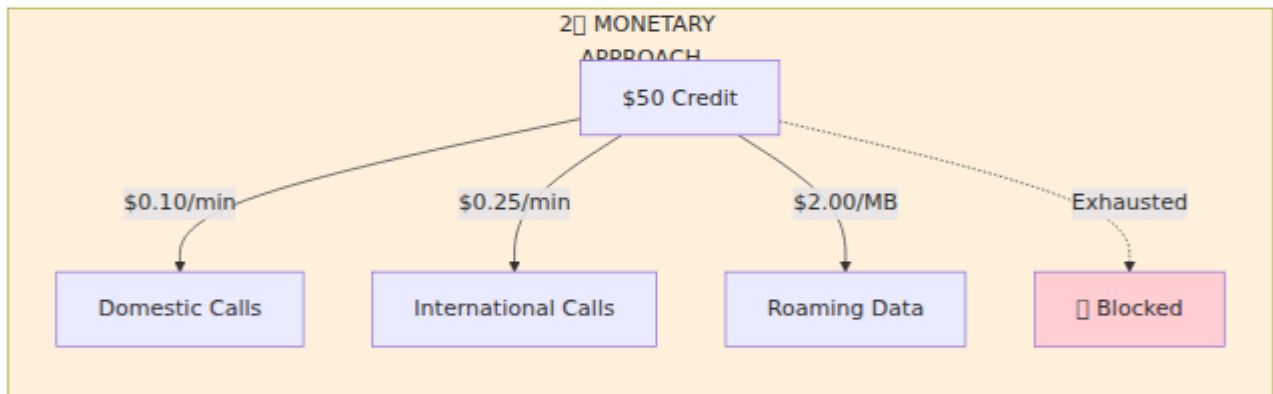 2▯ MONETARY
APPROACH
$50 Credit
$0.10/min
$0.25/min
$2.00/MB
Exhausted
Domestic Calls
International Calls
Roaming Data
▯ Blocked